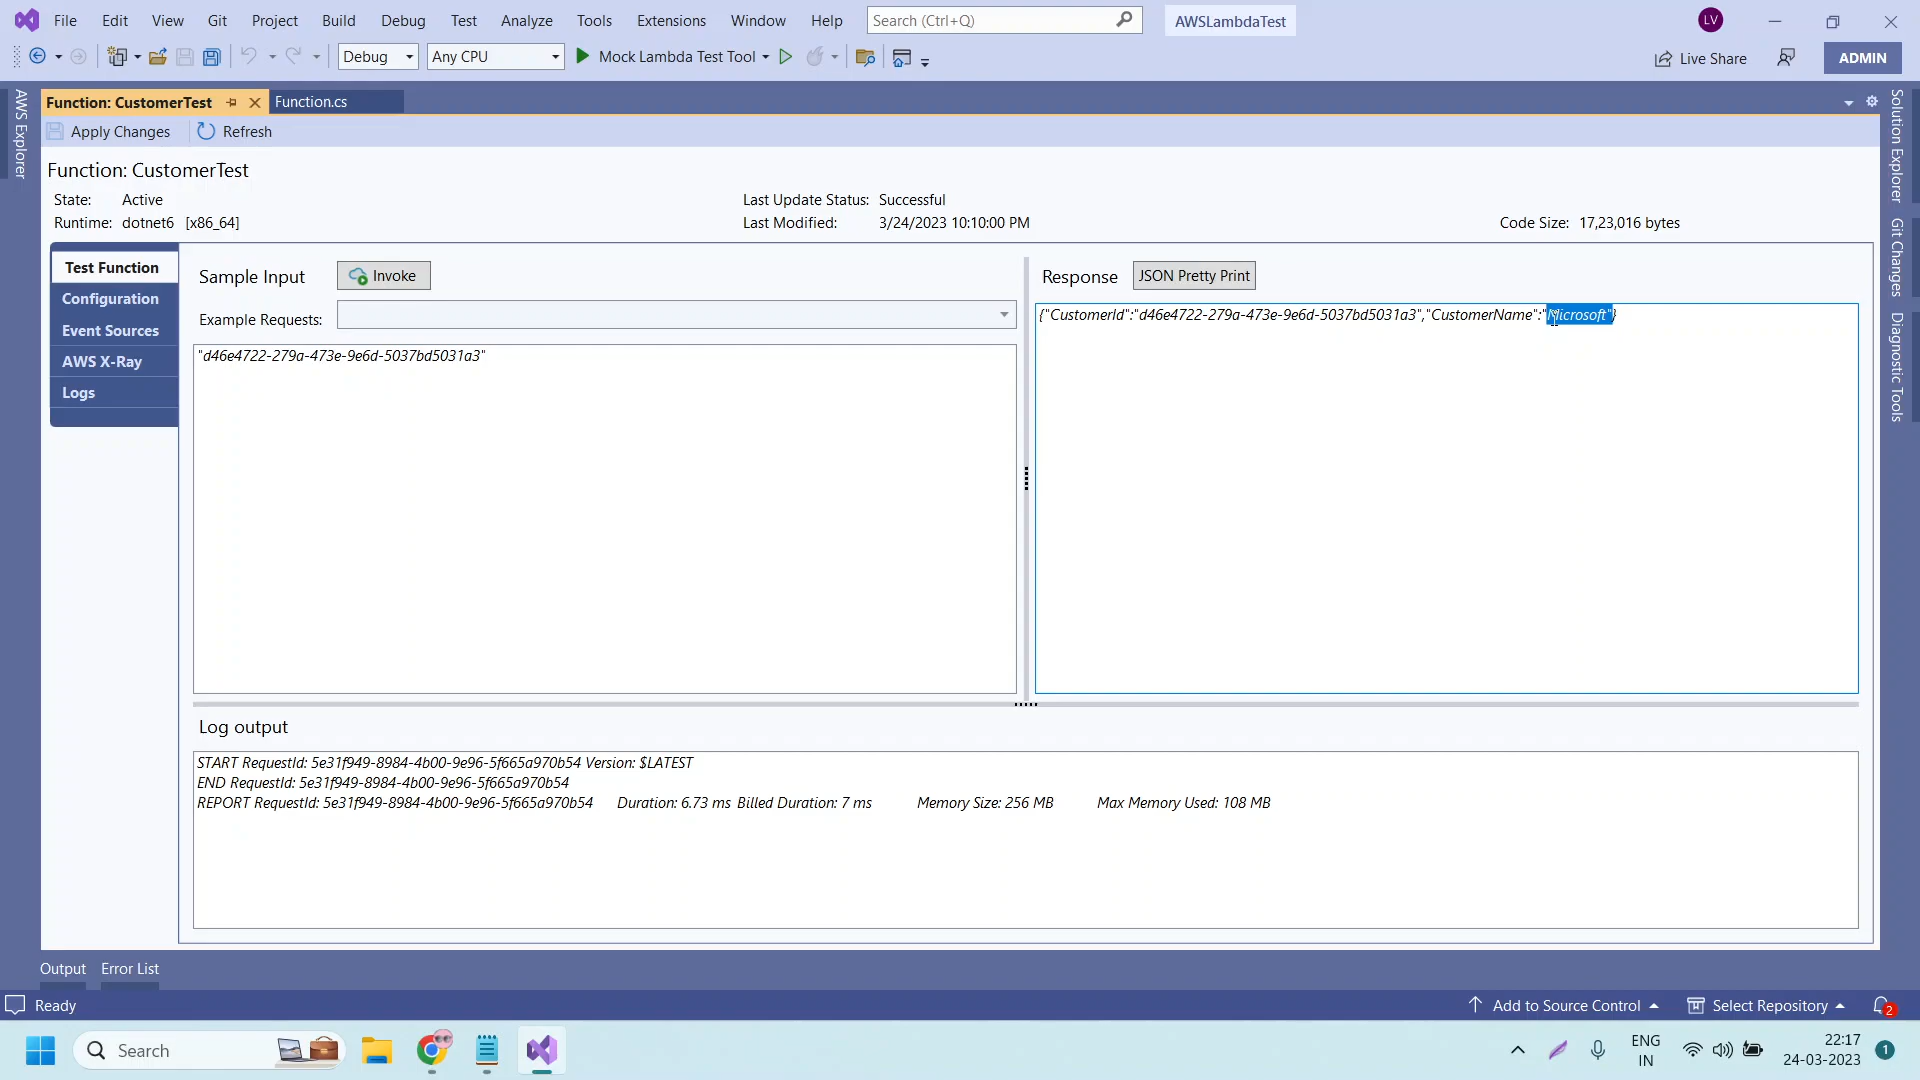 File Edit View Git Project Build Debug Test Analyze Tools Extensions Window Help Search (Ctrl+Q) AWSLambdaTest LV
Debug Any CPU Mock Lambda Test Tool Live Share ADMIN
AWS Explorer
Function: CustomerTest Function.cs
Apply Changes Refresh
Function: CustomerTest
State: Active Last Update Status: Successful
Runtime: dotnet6 [x86_64] Last Modified: 3/24/2023 10:10:00 PM Code Size: 17,23,016 bytes
Test Function
Configuration
Event Sources
AWS X-Ray
Logs
Sample Input Invoke
Example Requests:
"d46e4722-279a-473e-9e6d-5037bd5031a3"
Response JSON Pretty Print
{"CustomerId":"d46e4722-279a-473e-9e6d-5037bd5031a3","CustomerName":"Microsoft"}
Log output
START RequestId: 5e31f949-8984-4b00-9e96-5f665a970b54 Version: $LATEST
END RequestId: 5e31f949-8984-4b00-9e96-5f665a970b54
REPORT RequestId: 5e31f949-8984-4b00-9e96-5f665a970b54 Duration: 6.73 ms Billed Duration: 7 ms Memory Size: 256 MB Max Memory Used: 108 MB
Solution Explorer
Git Changes
Diagnostic Tools
Output Error List
Ready Add to Source Control Select Repository 2
Search ENG IN 22:17 24-03-2023 1